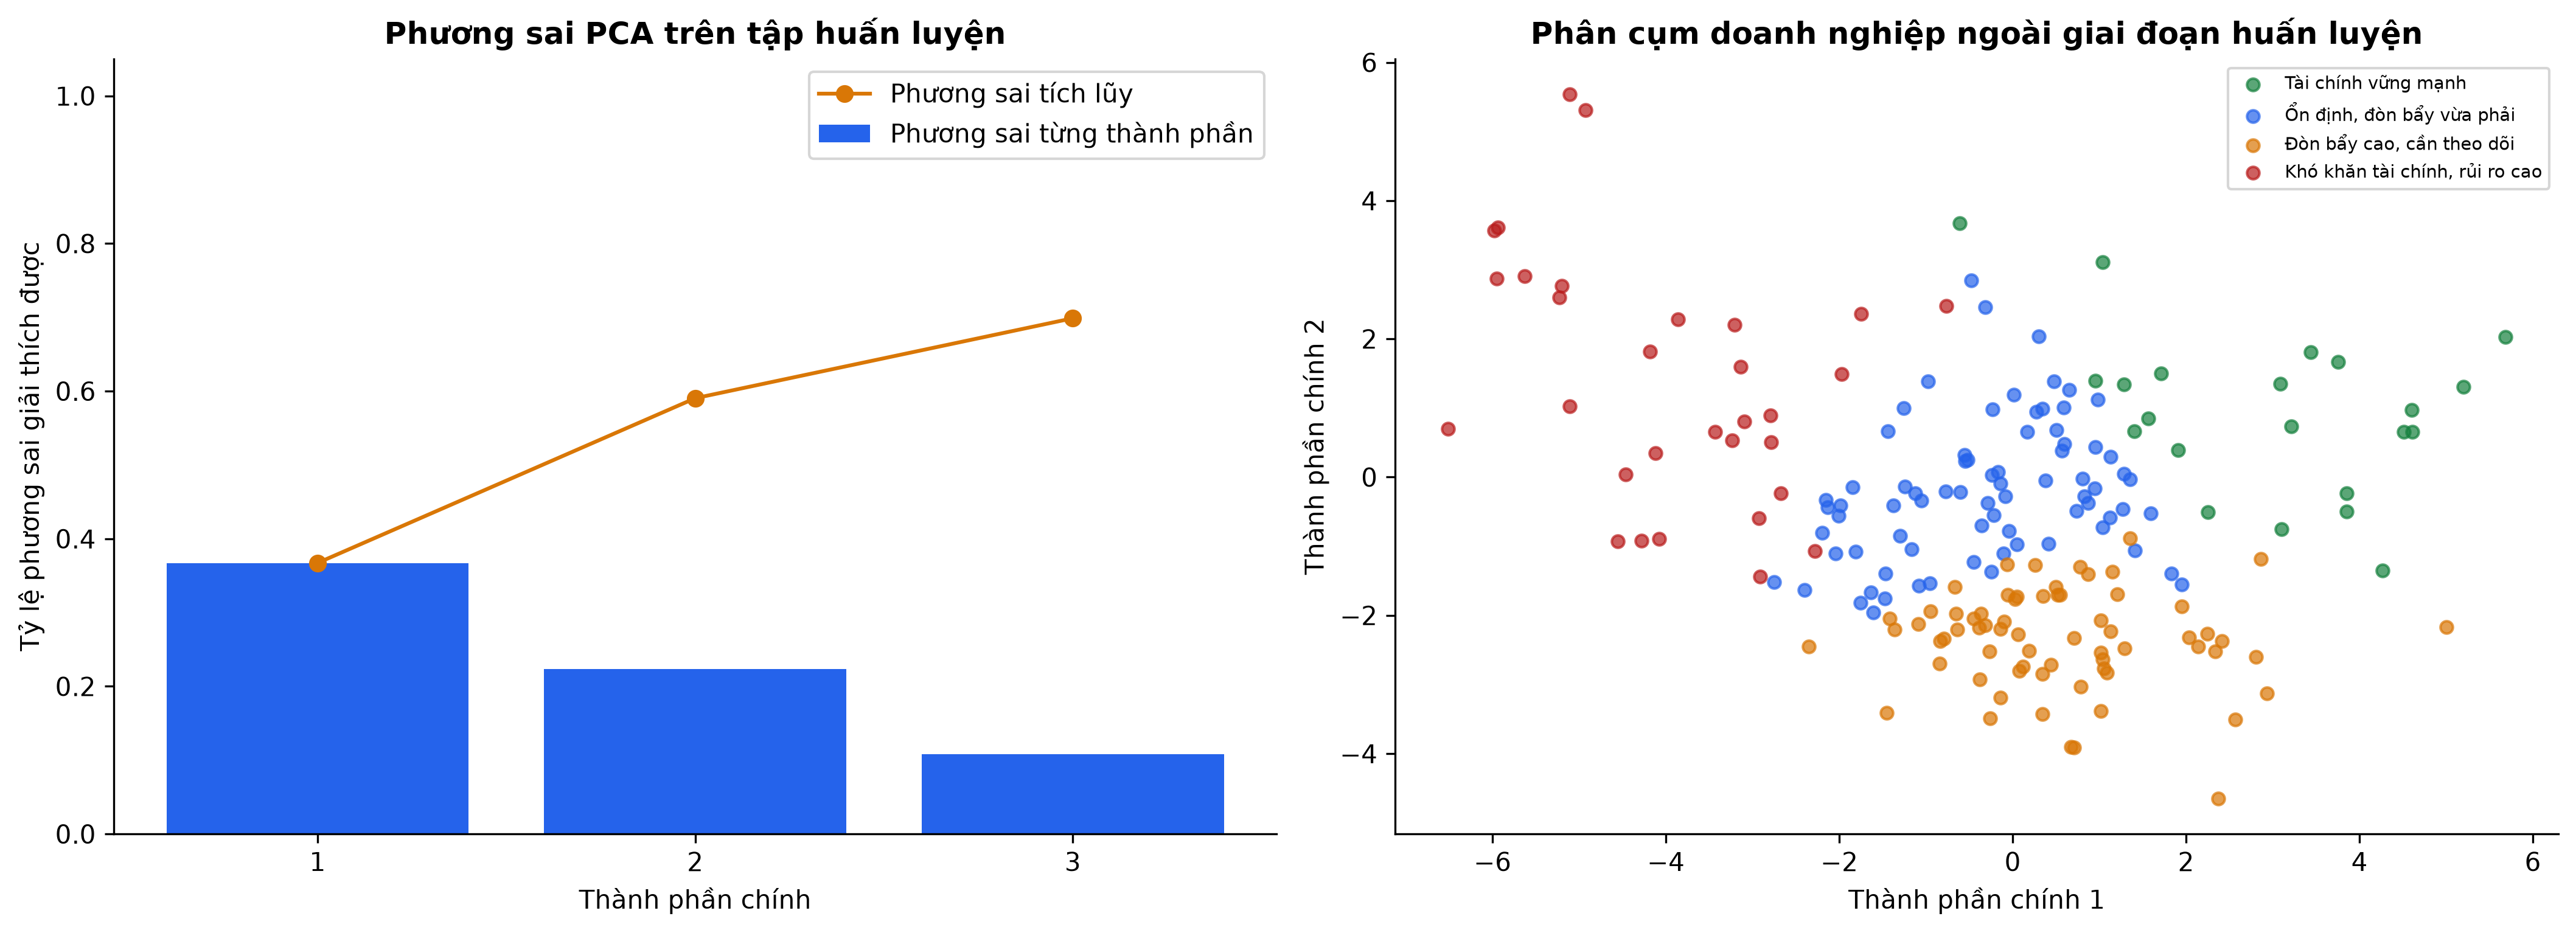 Phương sai PCA trên tập huấn luyện
Tỷ lệ phương sai giải thích được
1.0
0.8
0.6
0.4
0.2
0.0
Phương sai tích lũy
Phương sai từng thành phần
1
2
3
Thành phần chính
Phân cụm doanh nghiệp ngoài giai đoạn huấn luyện
Thành phần chính 2
6
4
2
0
−2
−4
Tài chính vững mạnh
Ổn định, đòn bẩy vừa phải
Đòn bẩy cao, cần theo dõi
Khó khăn tài chính, rủi ro cao
−6
−4
−2
0
2
4
6
Thành phần chính 1